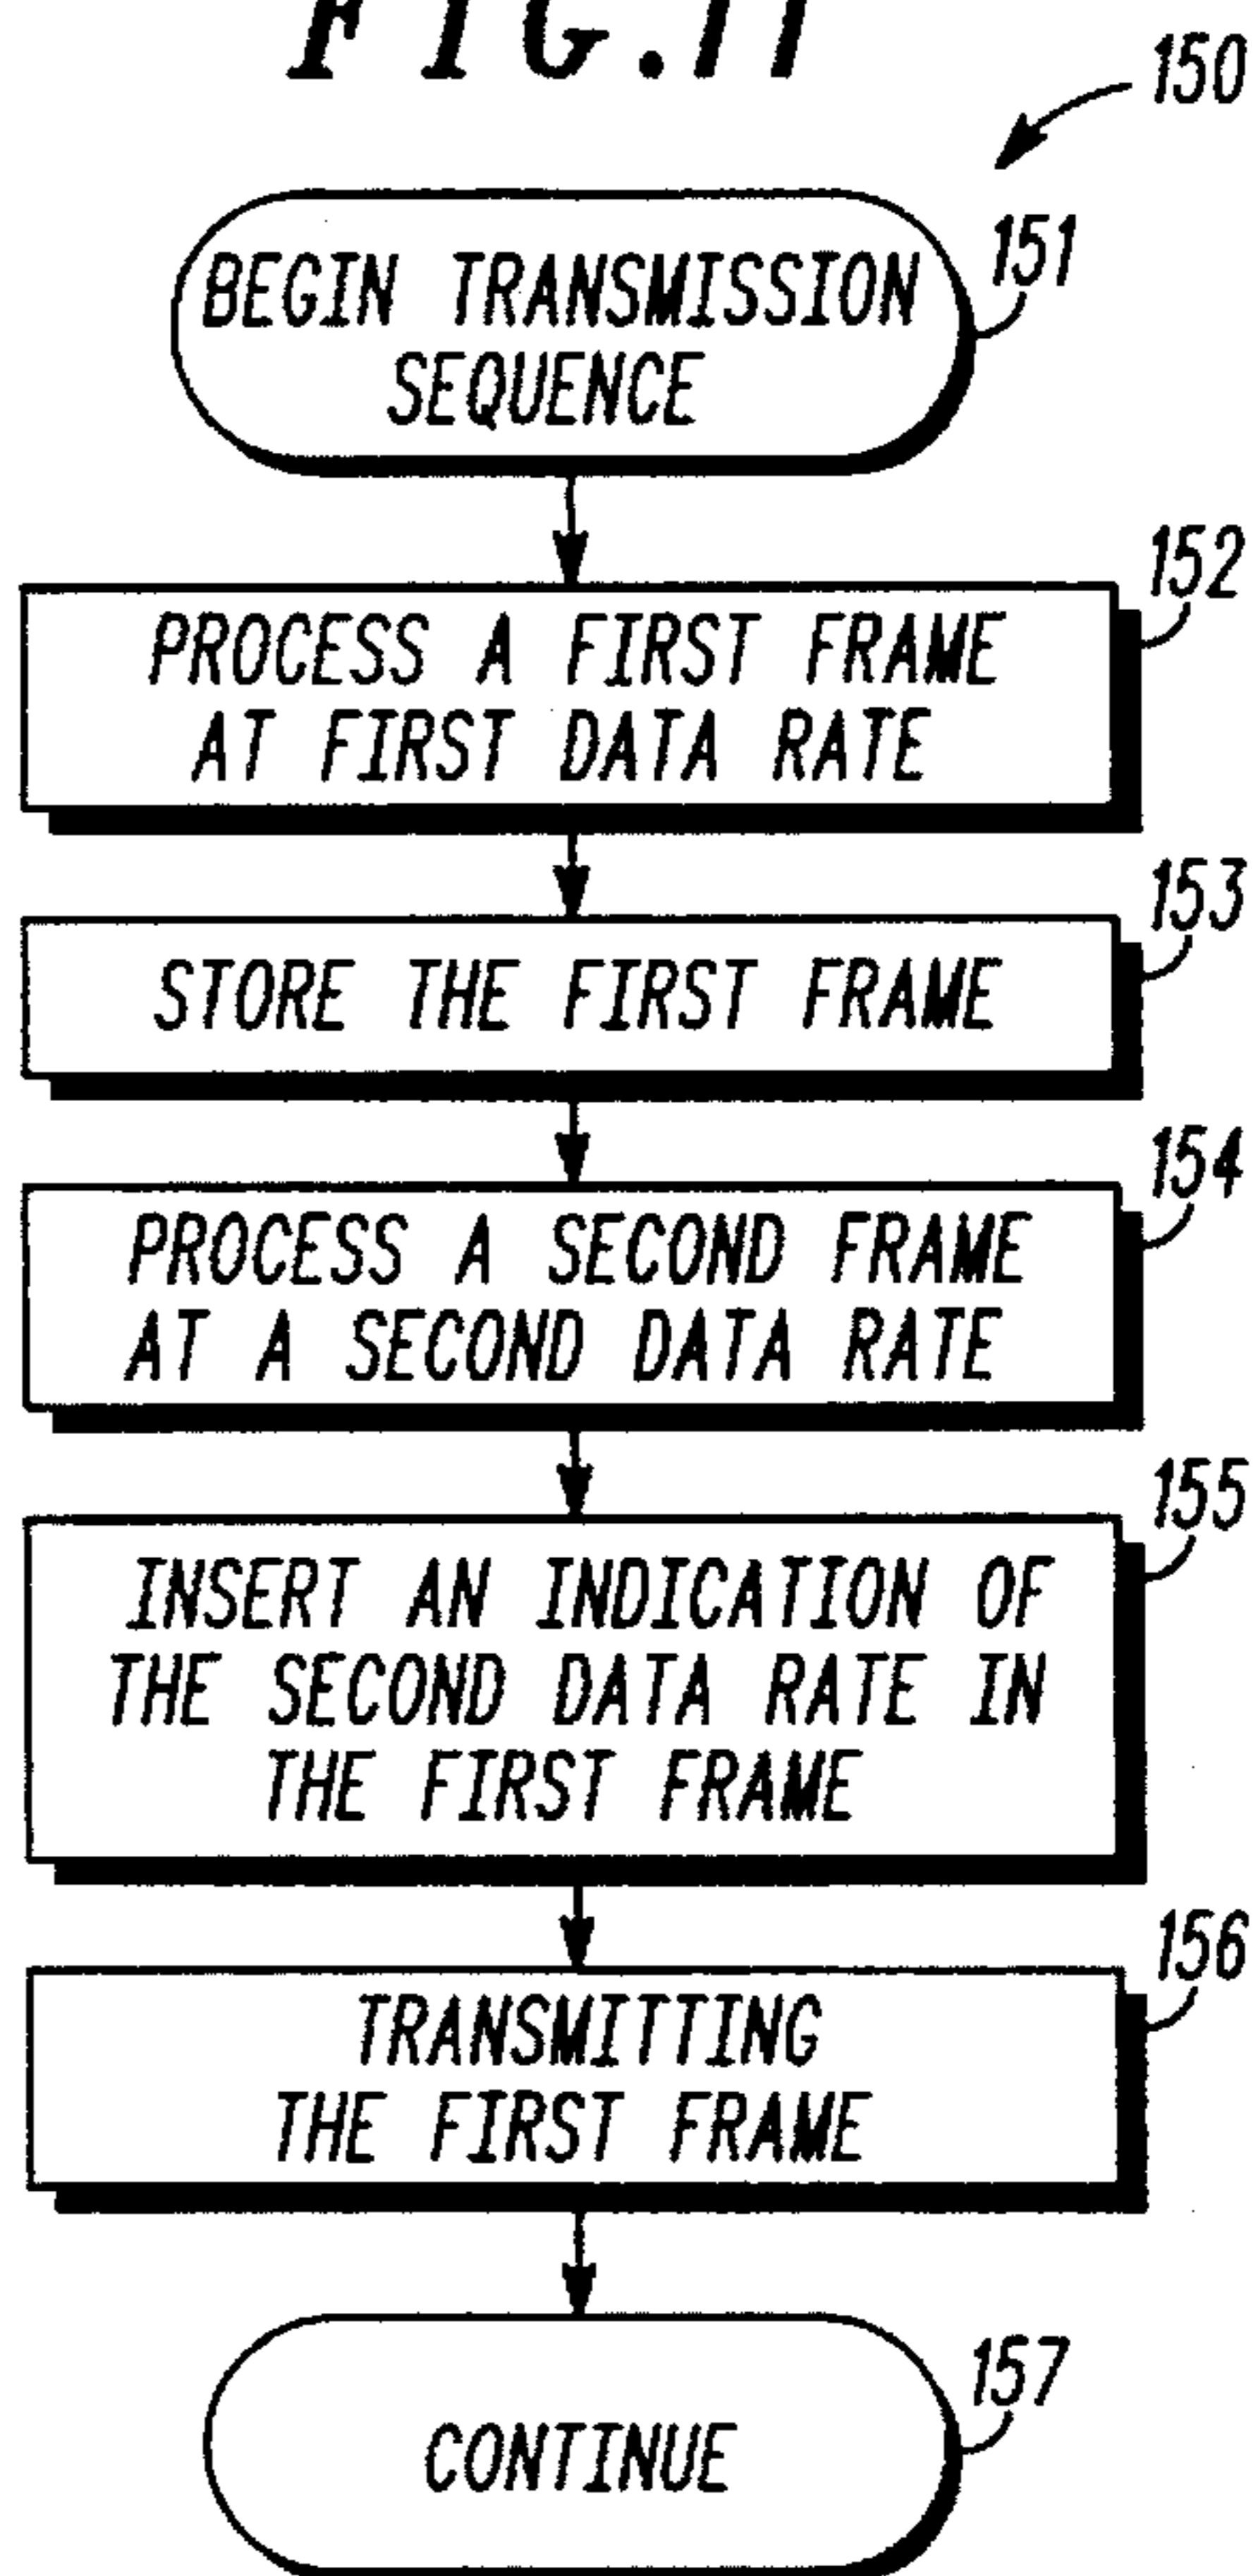 FIG.11
150
BEGIN TRANSMISSION
SEQUENCE
151
152
PROCESS A FIRST FRAME
AT FIRST DATA RATE
153
STORE THE FIRST FRAME
154
PROCESS A SECOND FRAME
AT A SECOND DATA RATE
155
INSERT AN INDICATION OF
THE SECOND DATA RATE IN
THE FIRST FRAME
156
TRANSMITTING
THE FIRST FRAME
157
CONTINUE